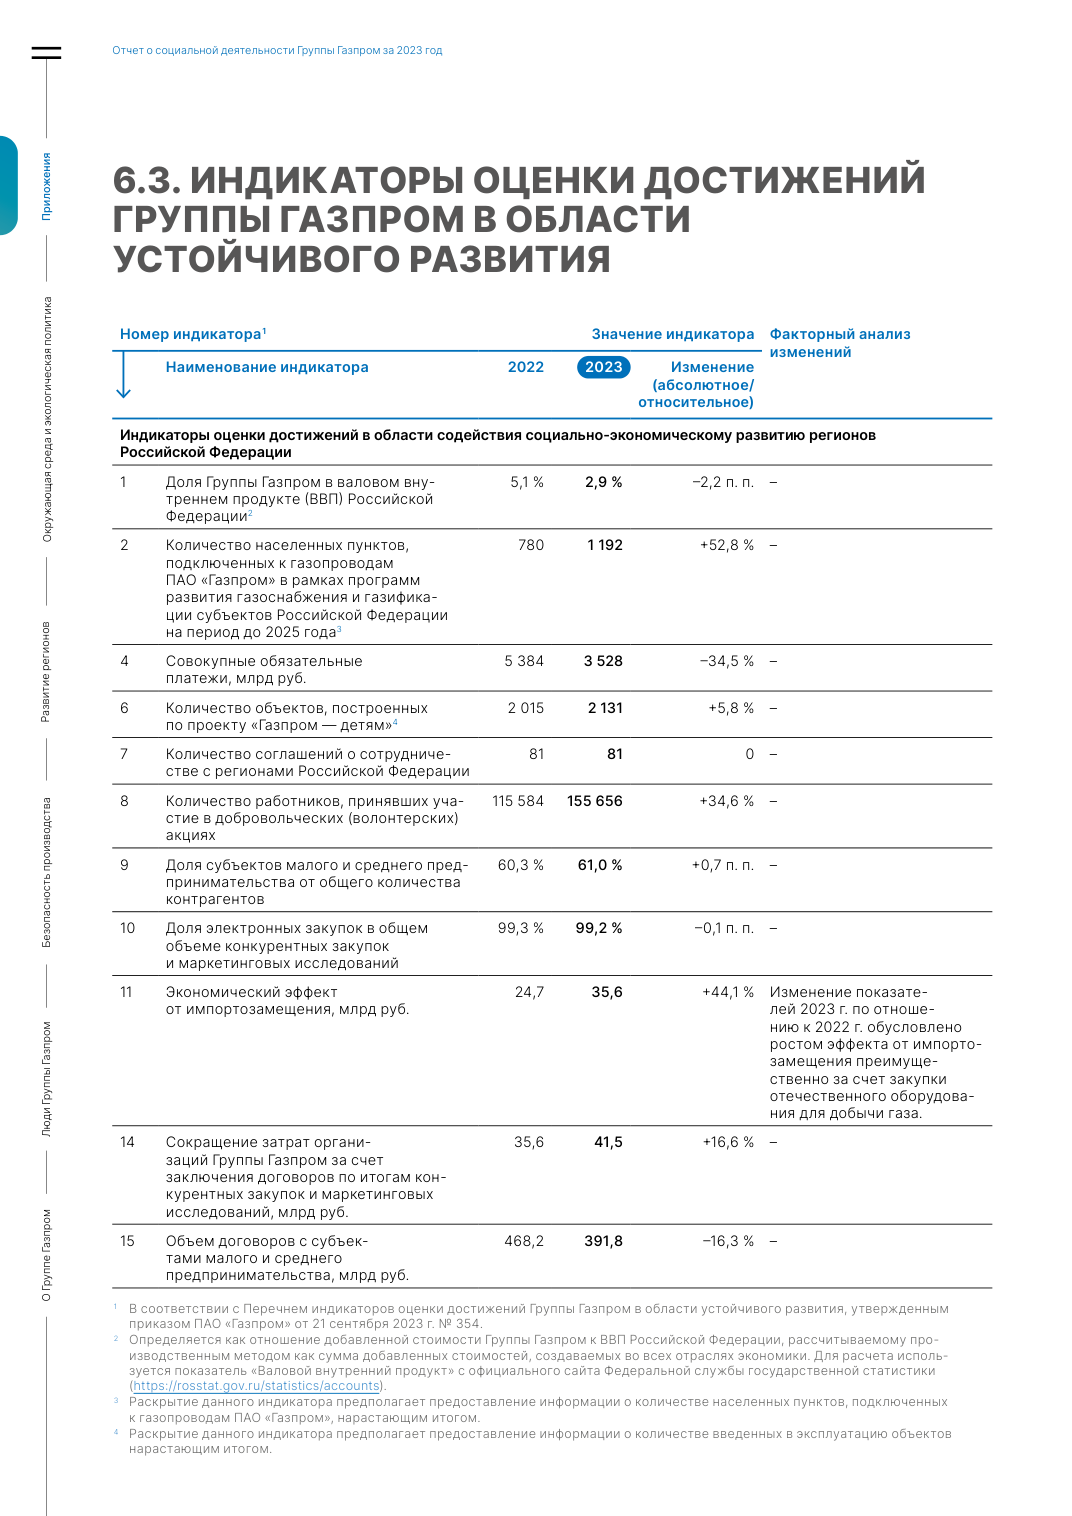 Отчет о социальной деятельности Группы Газпром за 2023 год
Приложения
Окружающая среда и экологическая политика
Развитие регионов
Безопасность производства
Люди Группы Газпром
О Группе Газпром
6.3. ИНДИКАТОРЫ ОЦЕНКИ ДОСТИЖЕНИЙ
ГРУППЫ ГАЗПРОМ В ОБЛАСТИ
УСТОЙЧИВОГО РАЗВИТИЯ
Номер индикатора¹ Значение индикатора Факторный анализ
изменений
Наименование индикатора 2022 2023 Изменение
(абсолютное/
относительное)
Индикаторы оценки достижений в области содействия социально-экономическому развитию регионов
Российской Федерации
1 Доля Группы Газпром в валовом вну- 5,1 % 2,9 % –2,2 п. п. –
треннем продукте (ВВП) Российской
Федерации²
2 Количество населенных пунктов, 780 1 192 +52,8 % –
подключенных к газопроводам
ПАО «Газпром» в рамках программ
развития газоснабжения и газифика-
ции субъектов Российской Федерации
на период до 2025 года³
4 Совокупные обязательные 5 384 3 528 –34,5 % –
платежи, млрд руб.
6 Количество объектов, построенных 2 015 2 131 +5,8 % –
по проекту «Газпром — детям»⁴
7 Количество соглашений о сотрудниче- 81 81 0 –
стве с регионами Российской Федерации
8 Количество работников, принявших уча- 115 584 155 656 +34,6 % –
стие в добровольческих (волонтерских)
акциях
9 Доля субъектов малого и среднего пред- 60,3 % 61,0 % +0,7 п. п. –
принимательства от общего количества
контрагентов
10 Доля электронных закупок в общем 99,3 % 99,2 % –0,1 п. п. –
объеме конкурентных закупок
и маркетинговых исследований
11 Экономический эффект 24,7 35,6 +44,1 % Изменение показате-
от импортозамещения, млрд руб. лей 2023 г. по отноше-
нию к 2022 г. обусловлено
ростом эффекта от импорто-
замещения преимуще-
ственно за счет закупки
отечественного оборудова-
ния для добычи газа.
14 Сокращение затрат органи- 35,6 41,5 +16,6 % –
заций Группы Газпром за счет
заключения договоров по итогам кон-
курентных закупок и маркетинговых
исследований, млрд руб.
15 Объем договоров с субъек- 468,2 391,8 –16,3 % –
тами малого и среднего
предпринимательства, млрд руб.
¹ В соответствии с Перечнем индикаторов оценки достижений Группы Газпром в области устойчивого развития, утвержденным
приказом ПАО «Газпром» от 21 сентября 2023 г. № 354.
² Определяется как отношение добавленной стоимости Группы Газпром к ВВП Российской Федерации, рассчитываемому про-
изводственным методом как сумма добавленных стоимостей, создаваемых во всех отраслях экономики. Для расчета исполь-
зуется показатель «Валовой внутренний продукт» с официального сайта Федеральной службы государственной статистики
(https://rosstat.gov.ru/statistics/accounts).
³ Раскрытие данного индикатора предполагает предоставление информации о количестве населенных пунктов, подключенных
к газопроводам ПАО «Газпром», нарастающим итогом.
⁴ Раскрытие данного индикатора предполагает предоставление информации о количестве введенных в эксплуатацию объектов
нарастающим итогом.